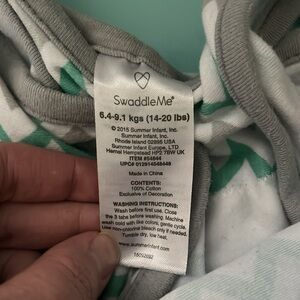 SwaddleMe
6.4-9.1 kgs (14-20 lbs)
© 2015 Summer Infant, Inc.
Summer Infant, Inc.
Rhode Island 02895 USA
Summer Infant Europe, LTD
Hemel Hempstead HP2 7BW UK
ITEM #54844
UPC# 012914548448
Made in China
CONTENTS:
100% Cotton
Exclusive of Decoration
WASHING INSTRUCTIONS:
Wash before first use. Close
the 3 tabs before washing. Machine
wash cold with like colors, gentle cycle.
Use non-chlorine bleach only if needed.
Tumble dry, low heat.
www.summerinfant.com